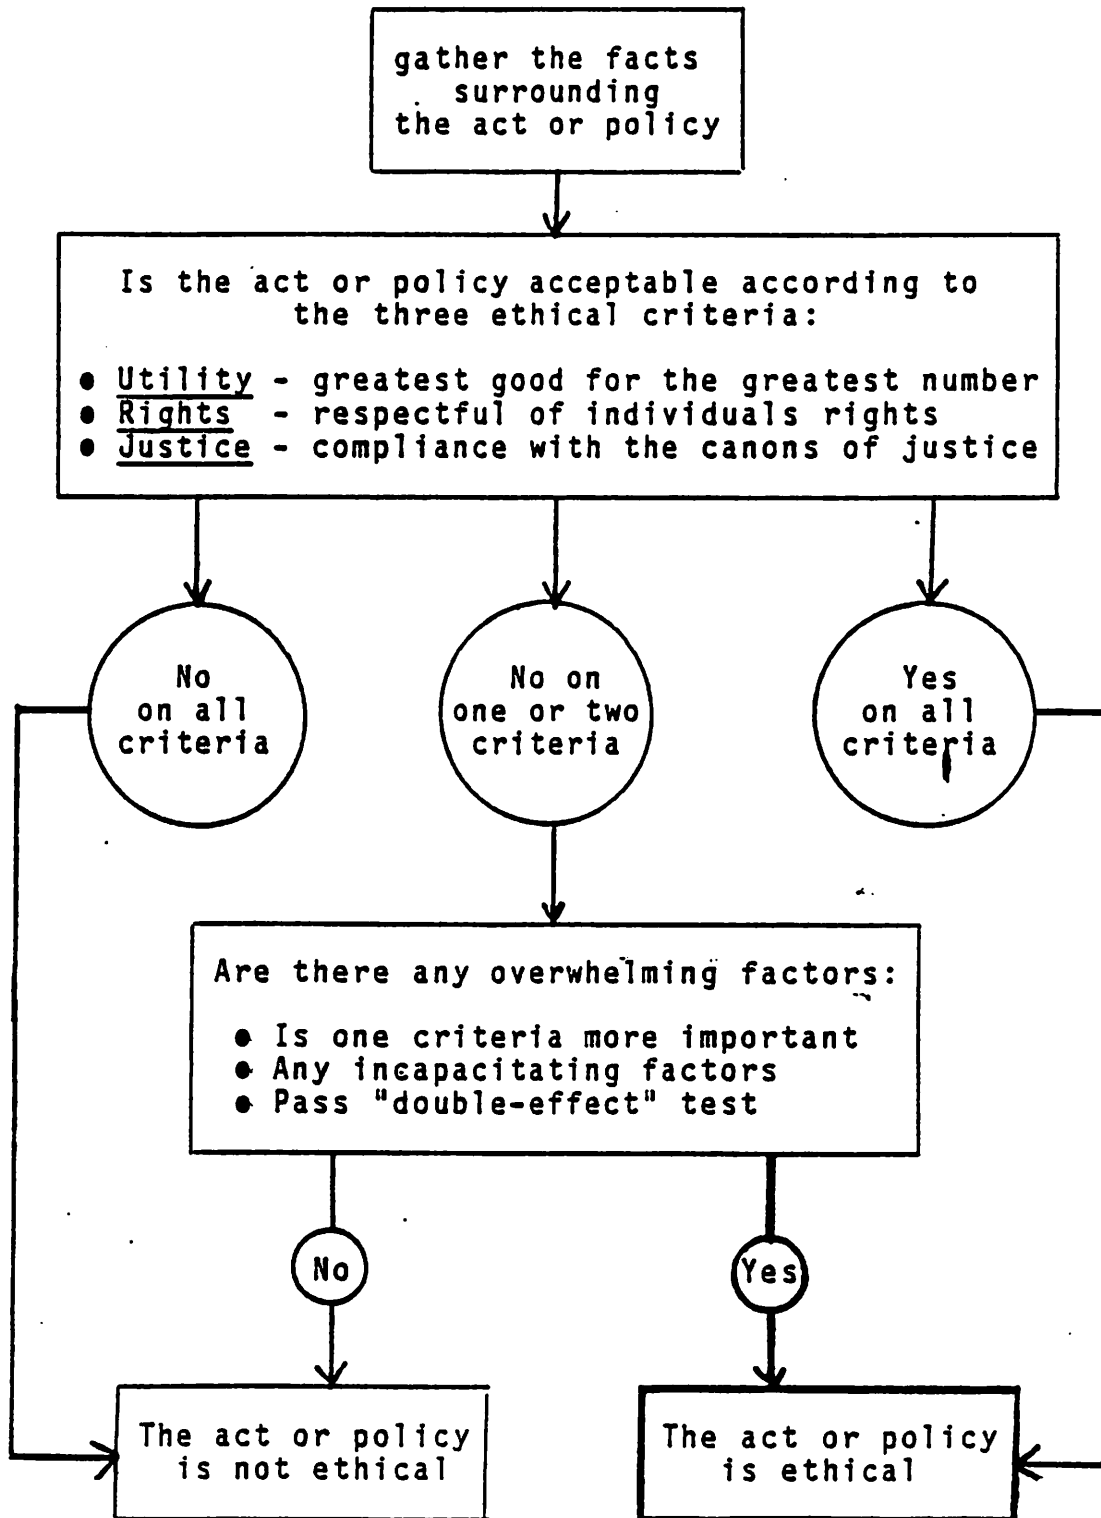 gather the facts
surrounding
the act or policy
Is the act or policy acceptable according to
the three ethical criteria:
● Utility - greatest good for the greatest number
● Rights - respectful of individuals rights
● Justice - compliance with the canons of justice
No
on all
criteria
No on
one or two
criteria
Yes
on all
criteria
Are there any overwhelming factors:
● Is one criteria more important
● Any incapacitating factors
● Pass "double-effect" test
No
Yes
The act or policy
is not ethical
The act or policy
is ethical